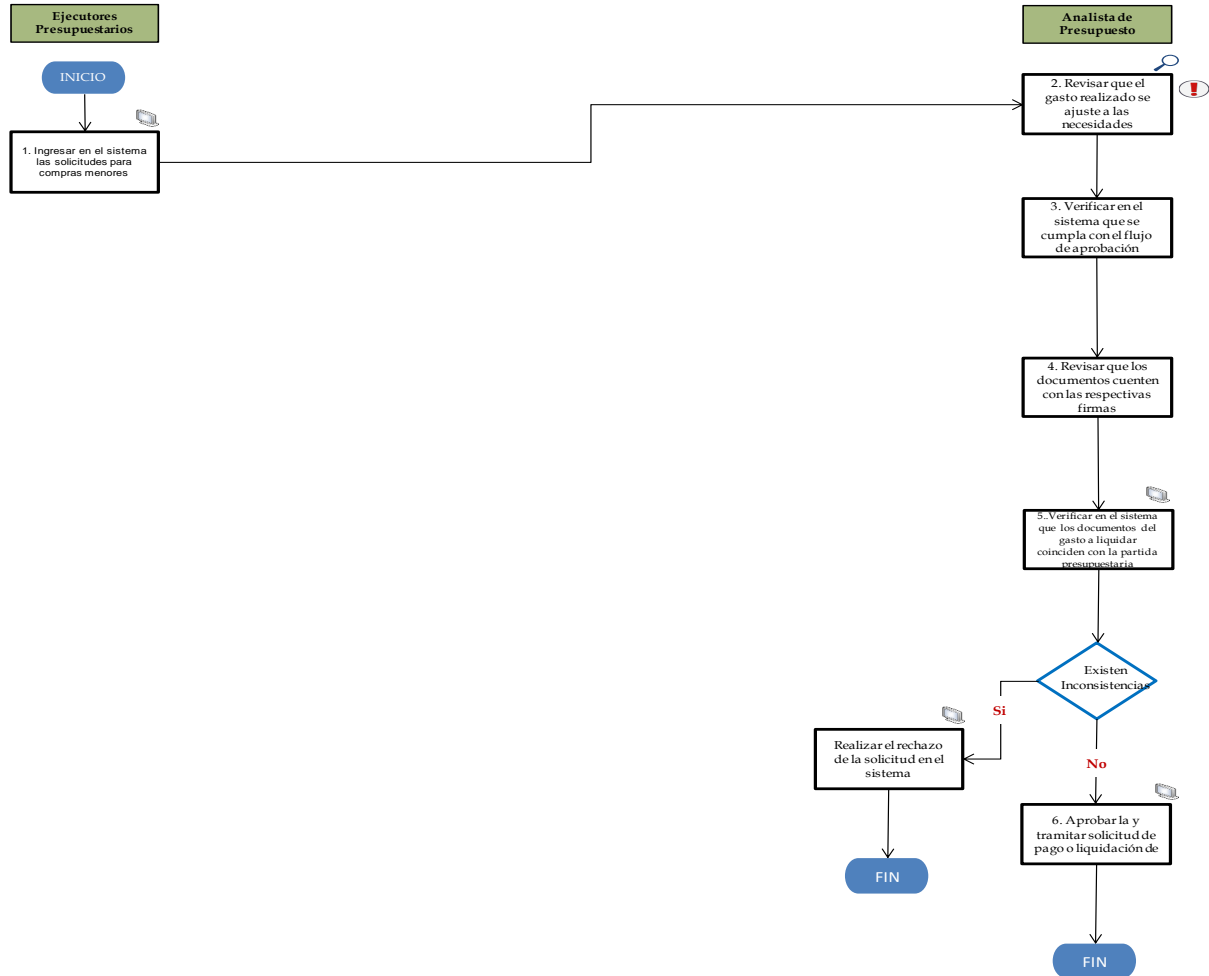 Ejecutores
Presupuestarios
Analista de
Presupuesto
INICIO
1. Ingresar en el sistema
las solicitudes para
compras menores
2. Revisar que el
gasto realizado se
ajuste a las
necesidades
3. Verificar en el
sistema que se
cumpla con el flujo
de aprobación
4. Revisar que los
documentos cuenten
con las respectivas
firmas
5..Verificar en el sistema
que los documentos del
gasto a liquidar
coinciden con la partida
presupuestaria
Existen
Inconsistencias
Si
No
Realizar el rechazo
de la solicitud en el
sistema
6. Aprobar la y
tramitar solicitud de
pago o liquidación de
FIN
FIN